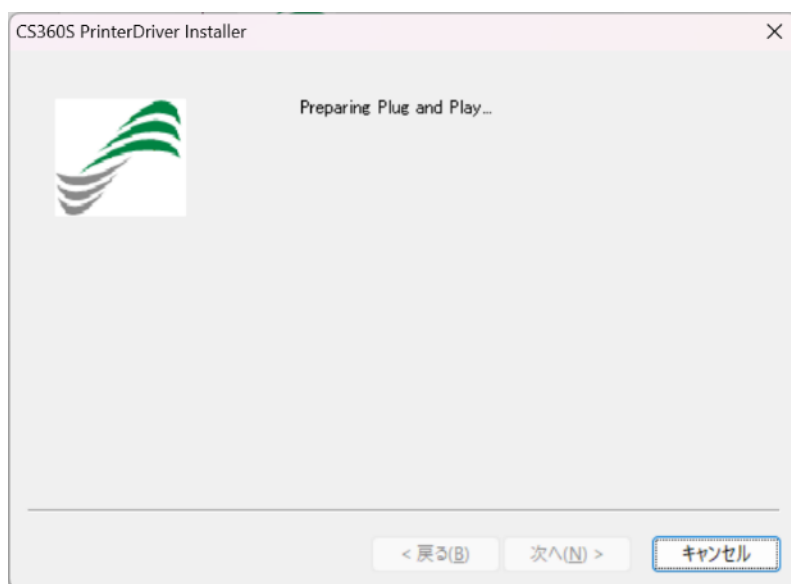 CS360S PrinterDriver Installer
Preparing Plug and Play...
< 戻る(B)
次へ(N) >
キャンセル